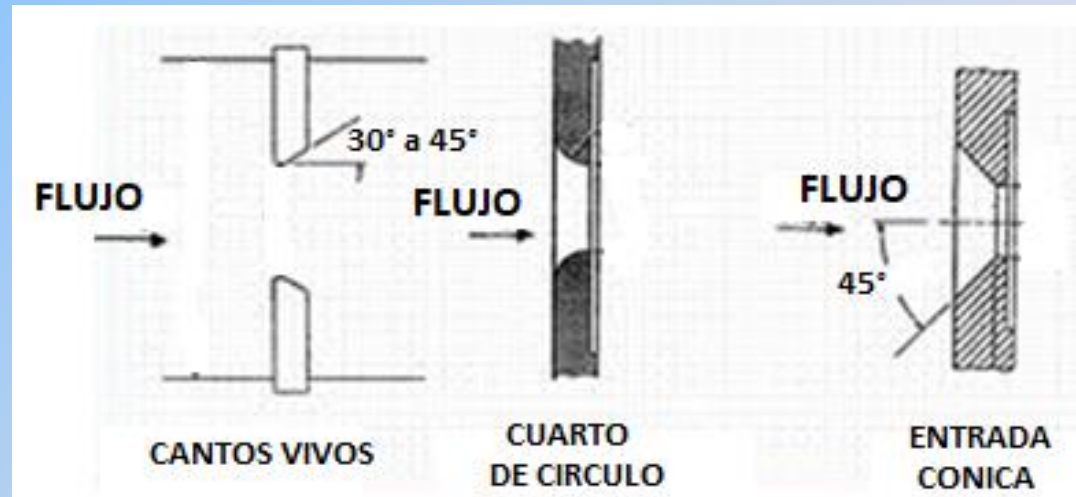 30° a 45°
FLUJO
CANTOS VIVOS
FLUJO
CUARTO
DE CIRCULO
FLUJO
45°
ENTRADA
CONICA